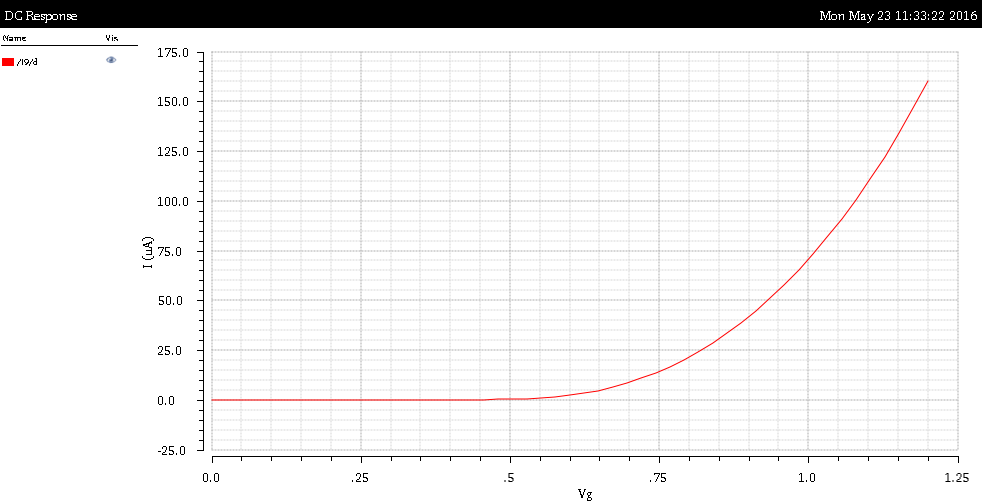 DC Response
Mon May 23 11:33:22 2016
Name Vis
/I9/d
175.0
150.0
125.0
100.0
75.0
50.0
25.0
0.0
-25.0
I (uA)
0.0 .25 .5 .75 1.0 1.25
Vg